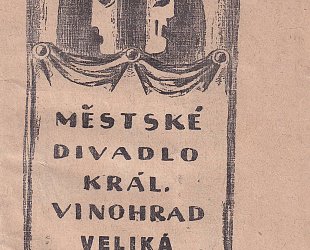 MĚSTSKÉ
DIVADLO
KRÁL.
VINOHRAD
VELIKÁ